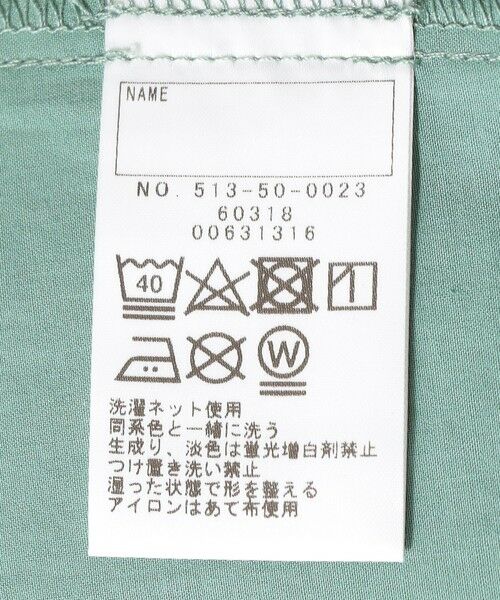 NAME
NO. 513-50-0023
60318
00631316
40
W
洗濯ネット使用
同系色と一緒に洗う
生成り、淡色は蛍光増白剤禁止
つけ置き洗い禁止
湿った状態で形を整える
アイロンはあて布使用